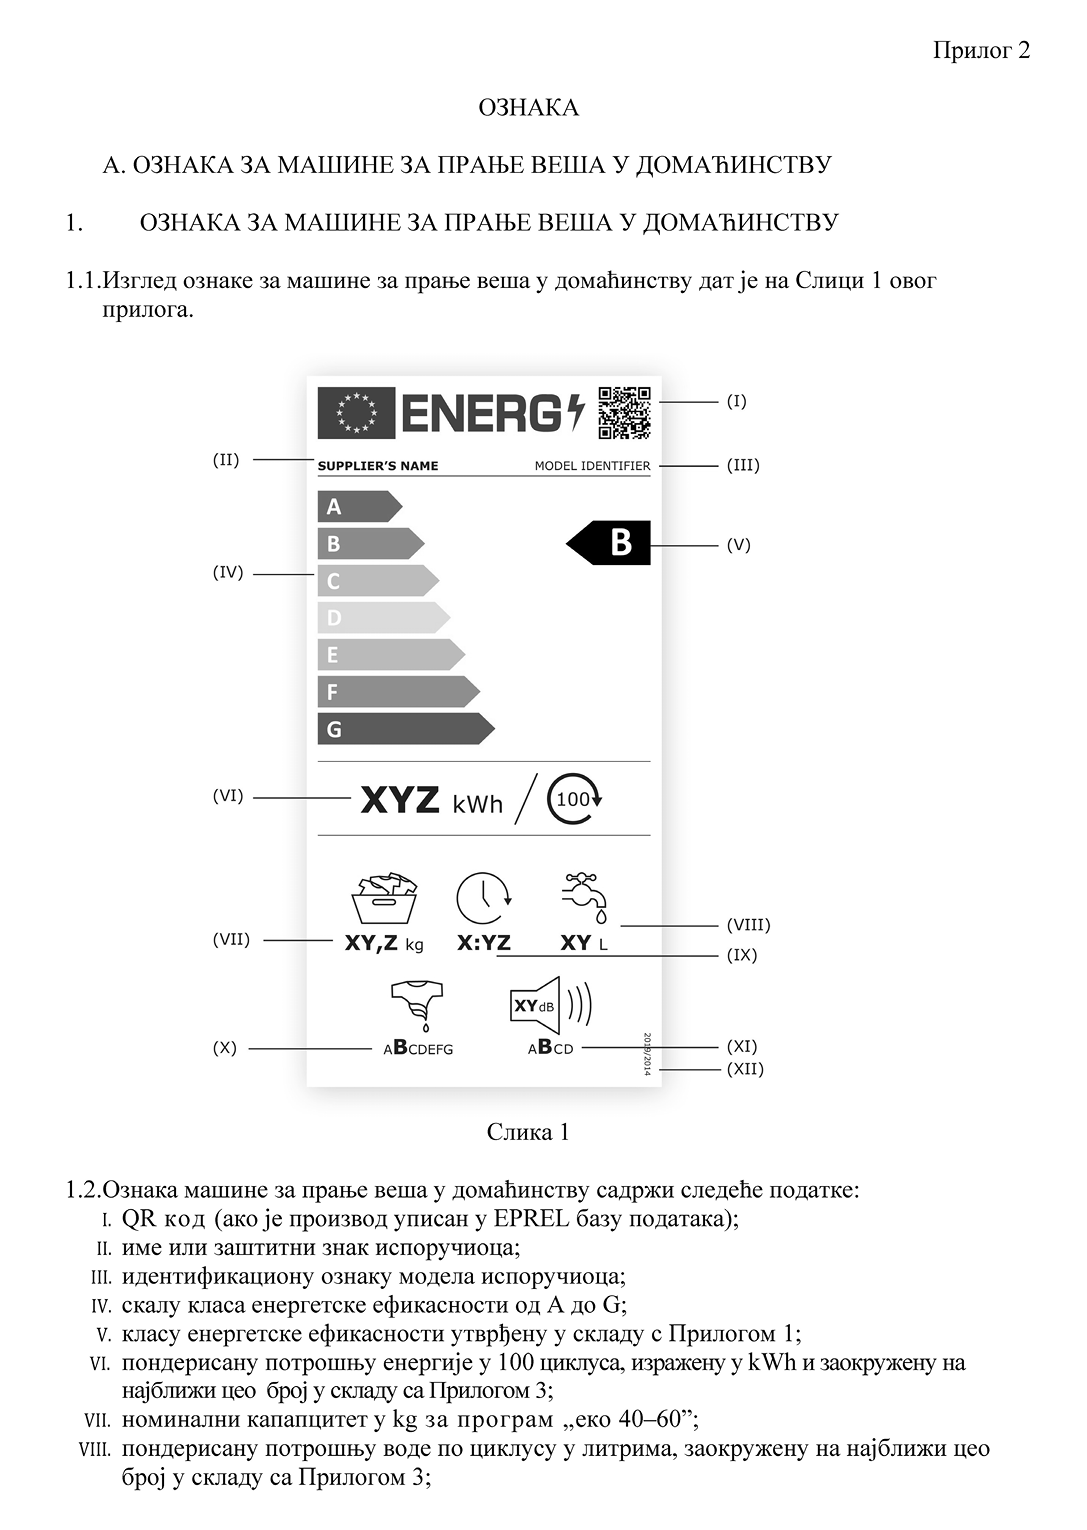 Прилог 2
ОЗНАКА
А. ОЗНАКА ЗА МАШИНЕ ЗА ПРАЊЕ ВЕША У ДОМАЋИНСТВУ
1. ОЗНАКА ЗА МАШИНЕ ЗА ПРАЊЕ ВЕША У ДОМАЋИНСТВУ
1.1.Изглед ознаке за машине за прање веша у домаћинству дат је на Слици 1 овог
прилога.
ENERG
(I)
(II)
SUPPLIER'S NAME
MODEL IDENTIFIER
(III)
A
B
B
(V)
(IV)
C
D
E
F
G
(VI)
XYZ kWh / 100
(VII)
XY,Z kg
X:YZ
XY L
(VIII)
(IX)
XY dB
(X)
ABCDEFG
ABCD
2019/2014
(XI)
(XII)
Слика 1
1.2.Ознака машине за прање веша у домаћинству садржи следеће податке:
I. QR код (ако је производ уписан у EPREL базу података);
II. име или заштитни знак испоручиоца;
III. идентификациону ознаку модела испоручиоца;
IV. скалу класа енергетске ефикасности од А до G;
V. класу енергетске ефикасности утврђену у складу с Прилогом 1;
VI. пондерисану потрошњу енергије у 100 циклуса, изражену у kWh и заокружену на
најближи цео број у складу са Прилогом 3;
VII. номинални капапцитет у kg за програм „еко 40–60”;
VIII. пондерисану потрошњу воде по циклусу у литрима, заокружену на најближи цео
број у складу са Прилогом 3;